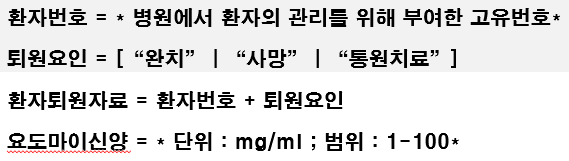 환자번호 = * 병원에서 환자의 관리를 위해 부여한 고유번호*
퇴원요인 = [ “완치” | “사망” | “통원치료” ]
환자퇴원자료 = 환자번호 + 퇴원요인
요도마이신양 = * 단위 : mg/ml ; 범위 : 1-100*